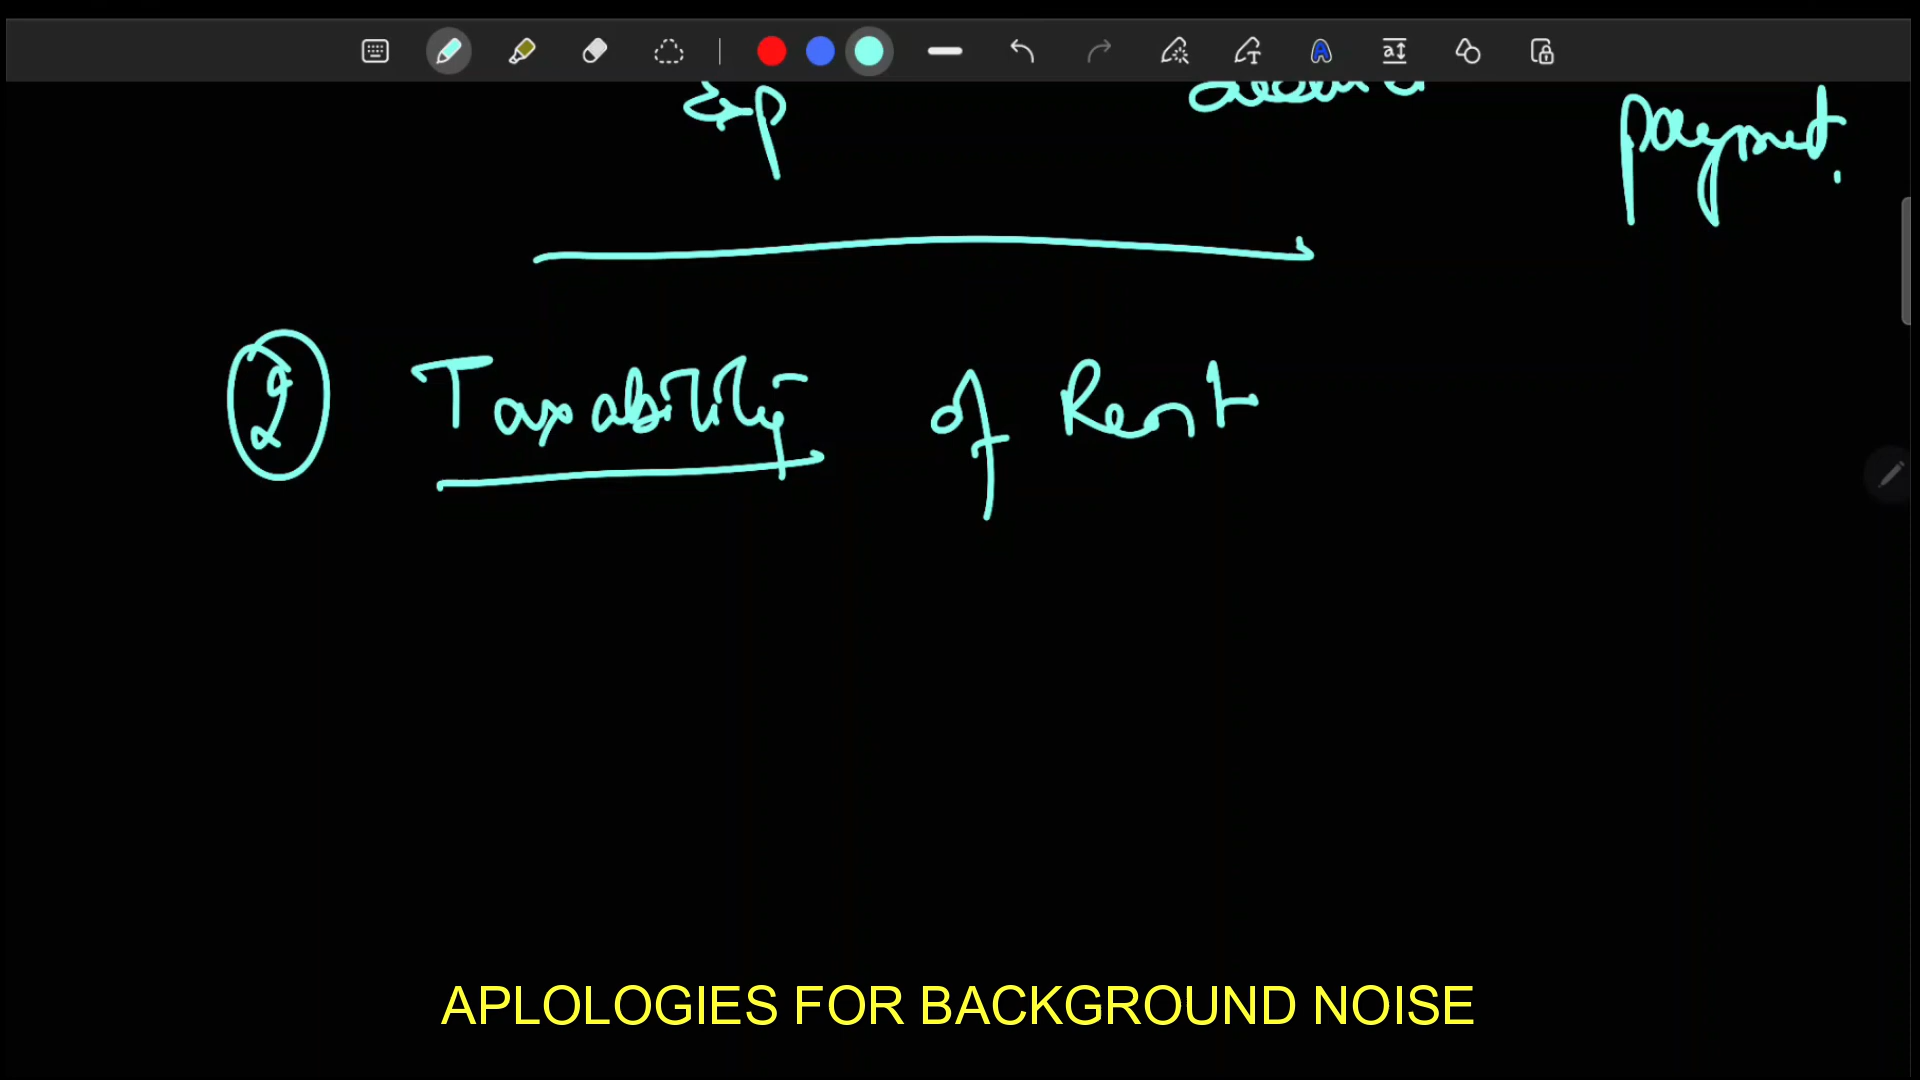 exp
payment.
② Taxability of Rent
APLOLOGIES FOR BACKGROUND NOISE